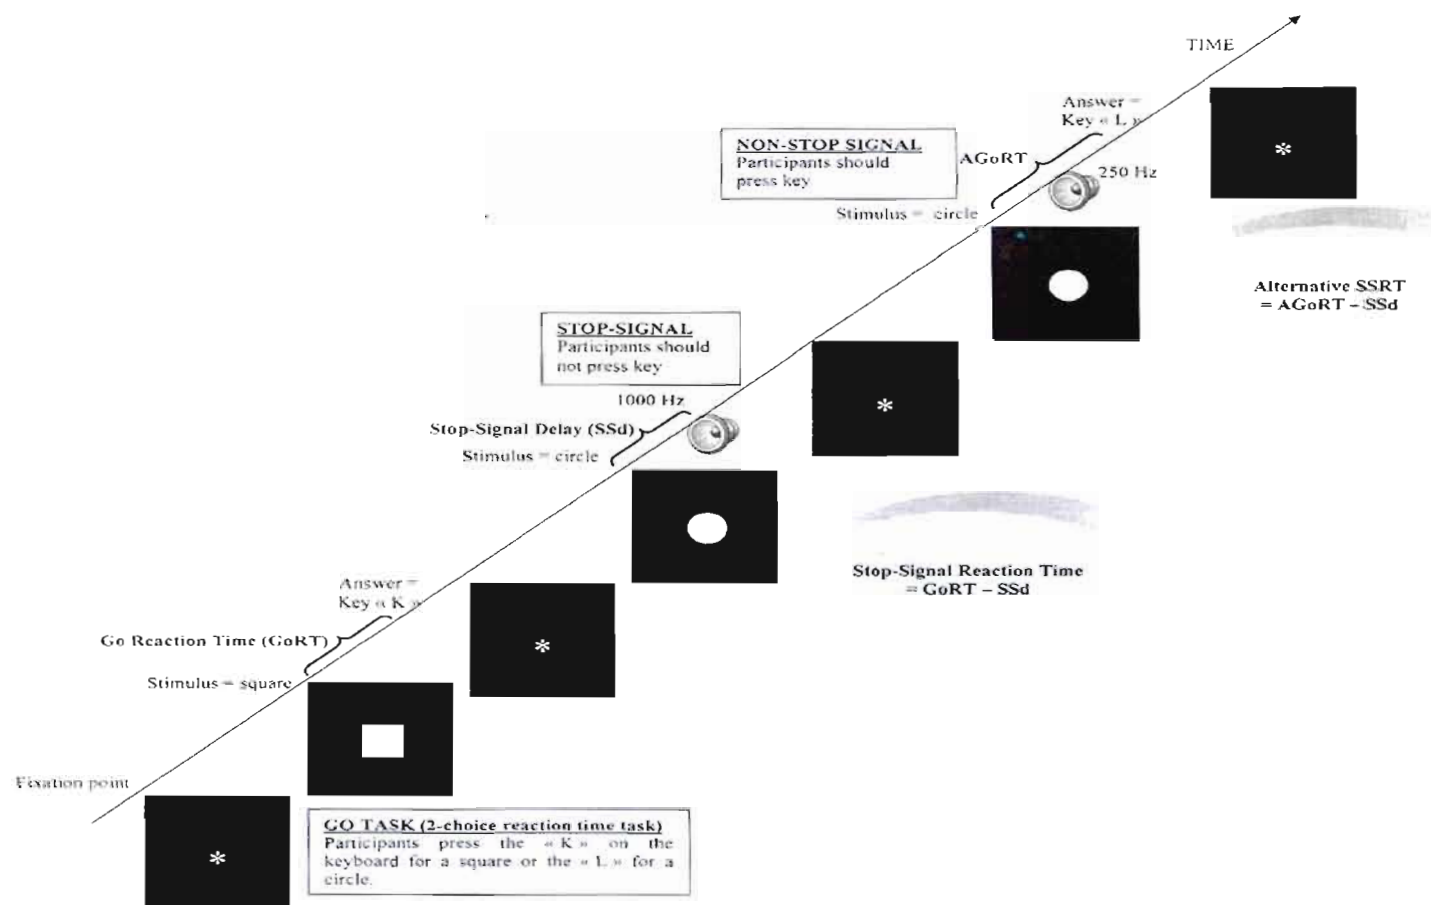 TIME
Answer =
Key « L »
NON-STOP SIGNAL
Participants should
press key
AGoRT
250 Hz
Stimulus = circle
*
Alternative SSRT
= AGoRT – SSd
STOP-SIGNAL
Participants should
not press key
1000 Hz
Stop-Signal Delay (SSd)
Stimulus = circle
*
Stop-Signal Reaction Time
= GoRT – SSd
Answer =
Key « K »
Go Reaction Time (GoRT)
Stimulus = square
*
Fixation point
*
GO TASK (2-choice reaction time task)
Participants press the « K » on the
keyboard for a square or the « L » for a
circle.